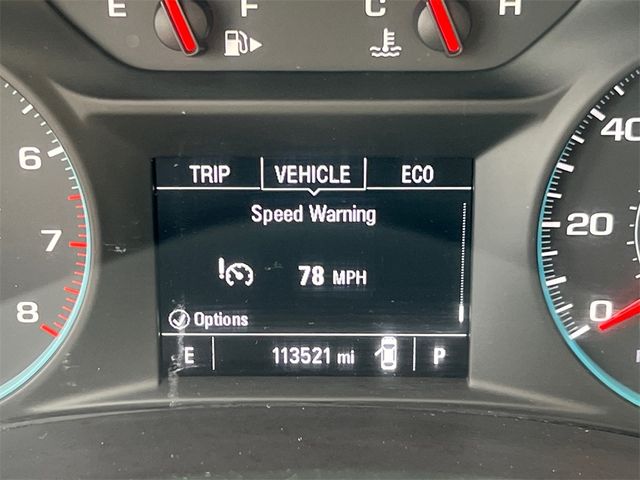 E F C H
TRIP VEHICLE ECO
Speed Warning
78 MPH
Options
E 113521 mi P
6
7
8
40
20
0